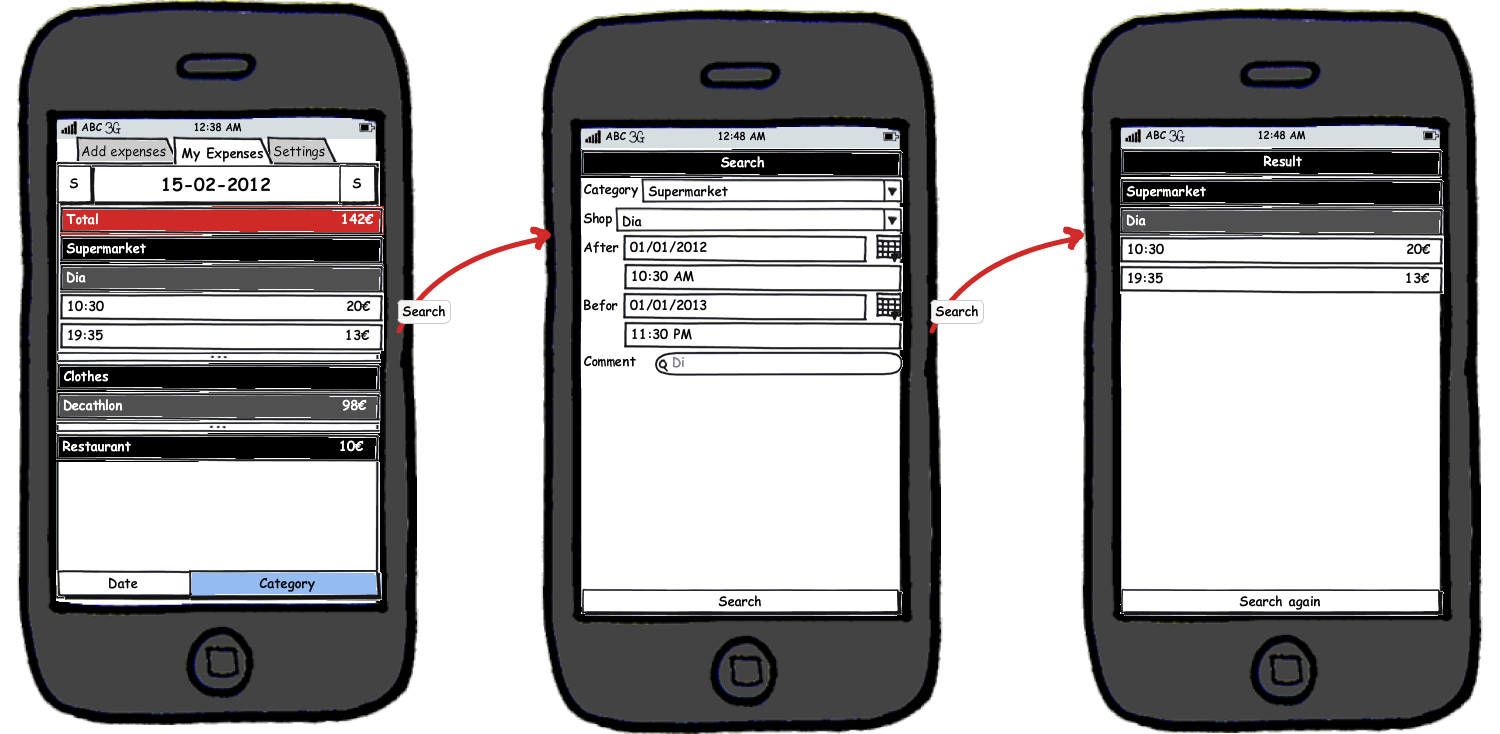 ABC 3G 12:38 AM
Add expenses My Expenses Settings
S 15-02-2012 S
Total 142€
Supermarket
Dia
10:30 20€
19:35 13€
...
Clothes
Decathlon 98€
...
Restaurant 10€
Date Category
Search
ABC 3G 12:48 AM
Search
Category Supermarket
Shop Dia
After 01/01/2012
10:30 AM
Befor 01/01/2013
11:30 PM
Comment Di
Search
Search
ABC 3G 12:48 AM
Result
Supermarket
Dia
10:30 20€
19:35 13€
Search again